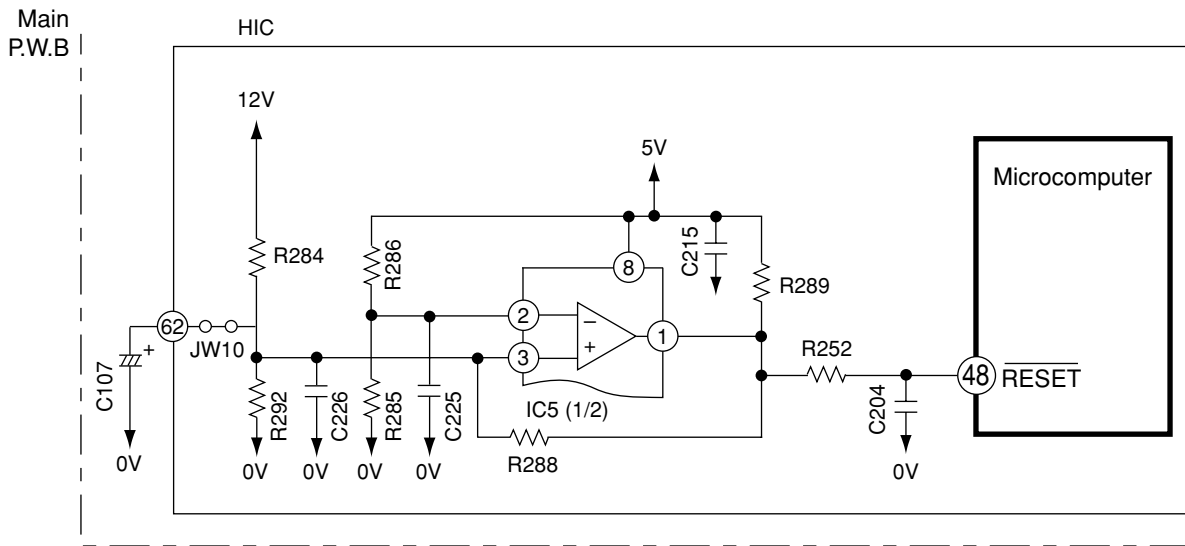 Main
P.W.B
HIC
12V
5V
Microcomputer
R284
R286
8
C215
R289
62
JW10
2
−
1
R252
3
+
48
RESET
+
C107
R292
C226
R285
C225
IC5 (1/2)
C204
R288
0V
0V
0V
0V
0V
0V